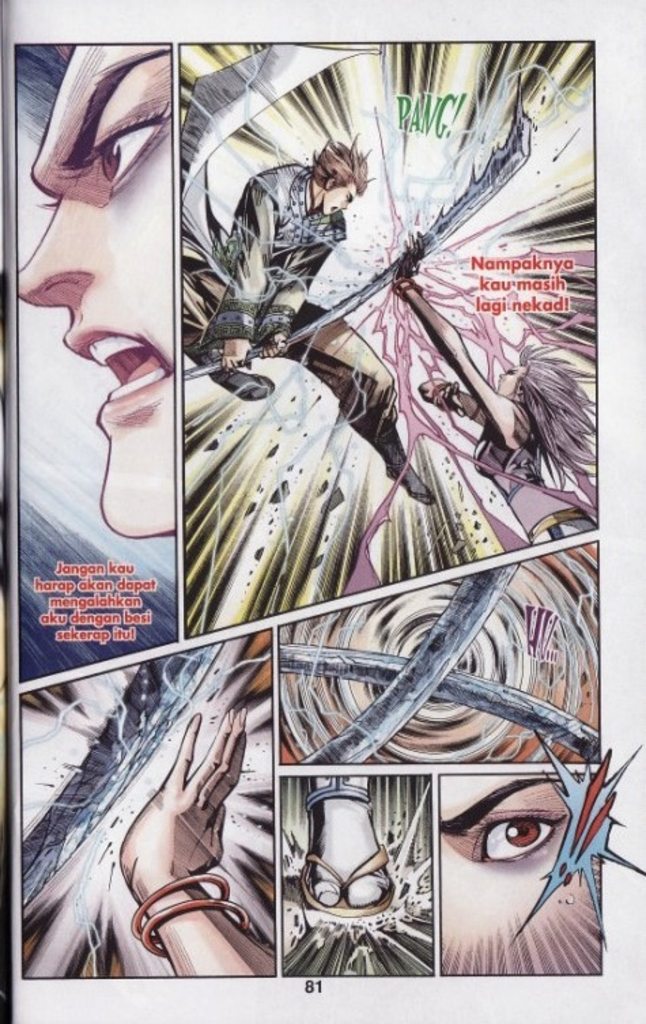 Jangan kau
harap akan dapat
mengalahkan
aku dengan besi
sekerap itu!
PANG!
Nampaknya
kau masih
lagi nekad!
81